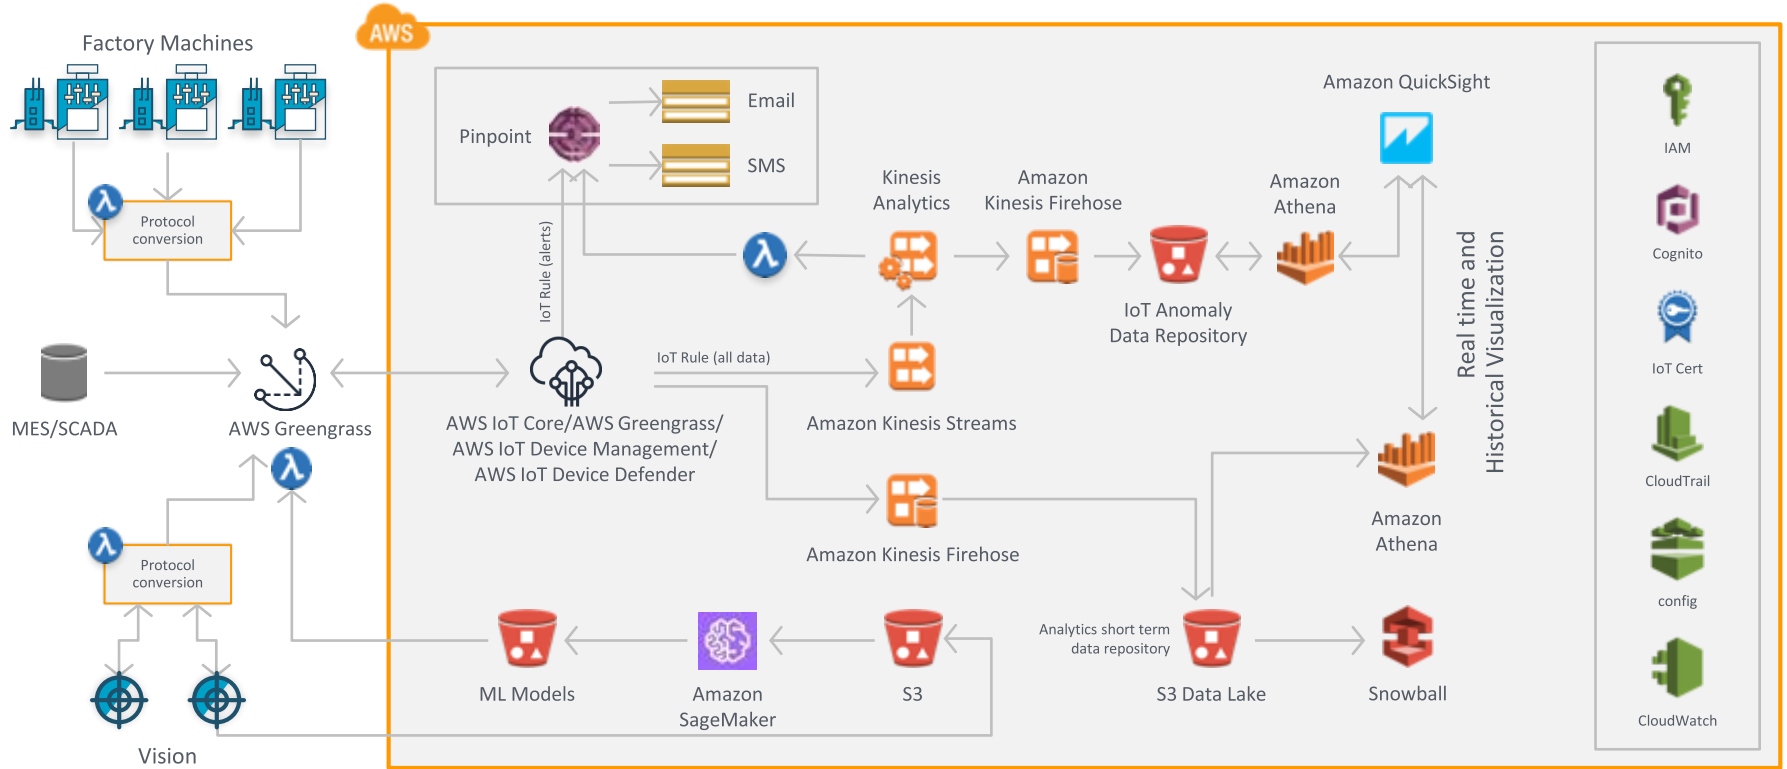 Factory Machines
AWS
Pinpoint
Email
SMS
Amazon QuickSight
IAM
Protocol
conversion
IoT Rule (alerts)
Kinesis
Analytics
Amazon
Kinesis Firehose
Amazon
Athena
IoT Anomaly
Data Repository
Real time and
Historical Visualization
Cognito
IoT Cert
MES/SCADA
AWS Greengrass
IoT Rule (all data)
AWS IoT Core/AWS Greengrass/
AWS IoT Device Management/
AWS IoT Device Defender
Amazon Kinesis Streams
CloudTrail
Amazon Kinesis Firehose
Amazon
Athena
Protocol
conversion
config
Analytics short term
data repository
ML Models
Amazon
SageMaker
S3
S3 Data Lake
Snowball
CloudWatch
Vision